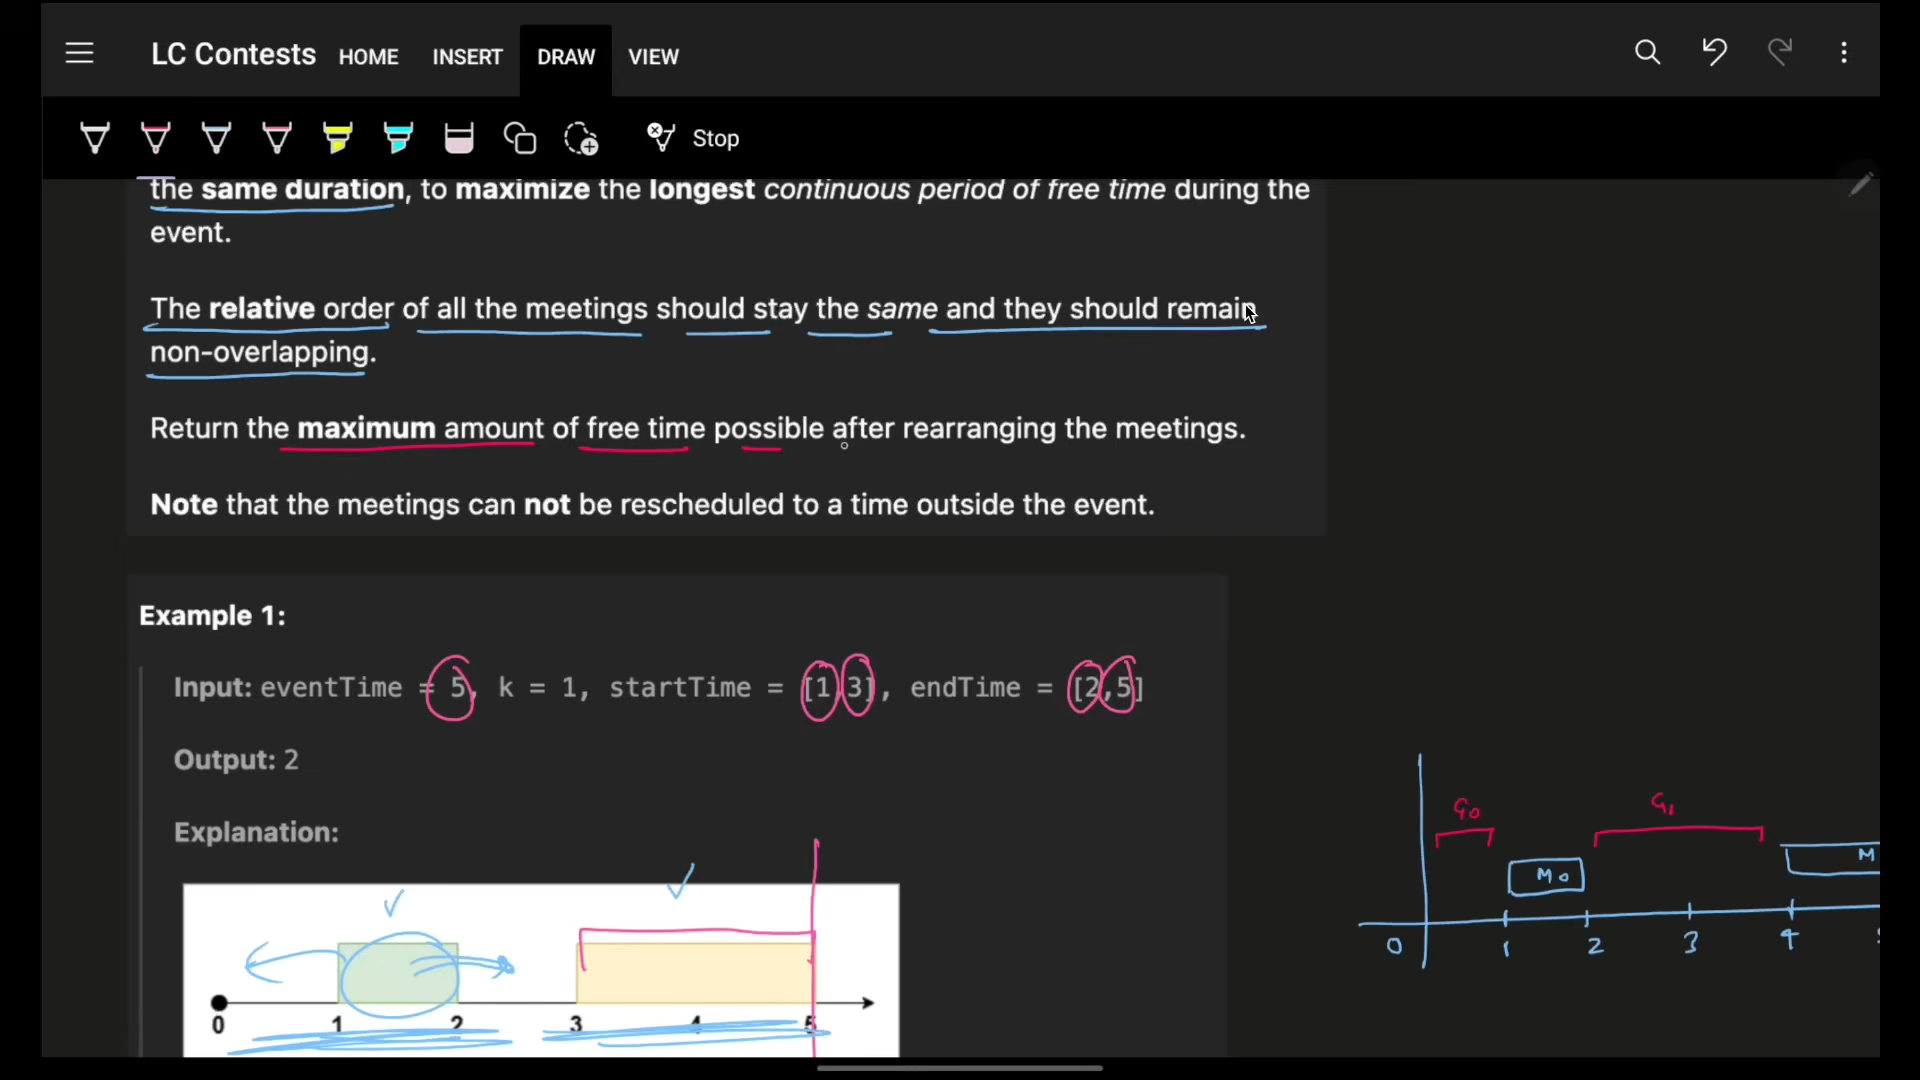 LC Contests HOME INSERT DRAW VIEW
Stop
the same duration, to maximize the longest continuous period of free time during the
event.
The relative order of all the meetings should stay the same and they should remain
non-overlapping.
Return the maximum amount of free time possible after rearranging the meetings.
Note that the meetings can not be rescheduled to a time outside the event.
Example 1:
Input: eventTime = 5, k = 1, startTime = [1,3], endTime = [2,5]
Output: 2
Explanation:
0 1 2 3 4 5
G0 G1
M0 M
0 1 2 3 4